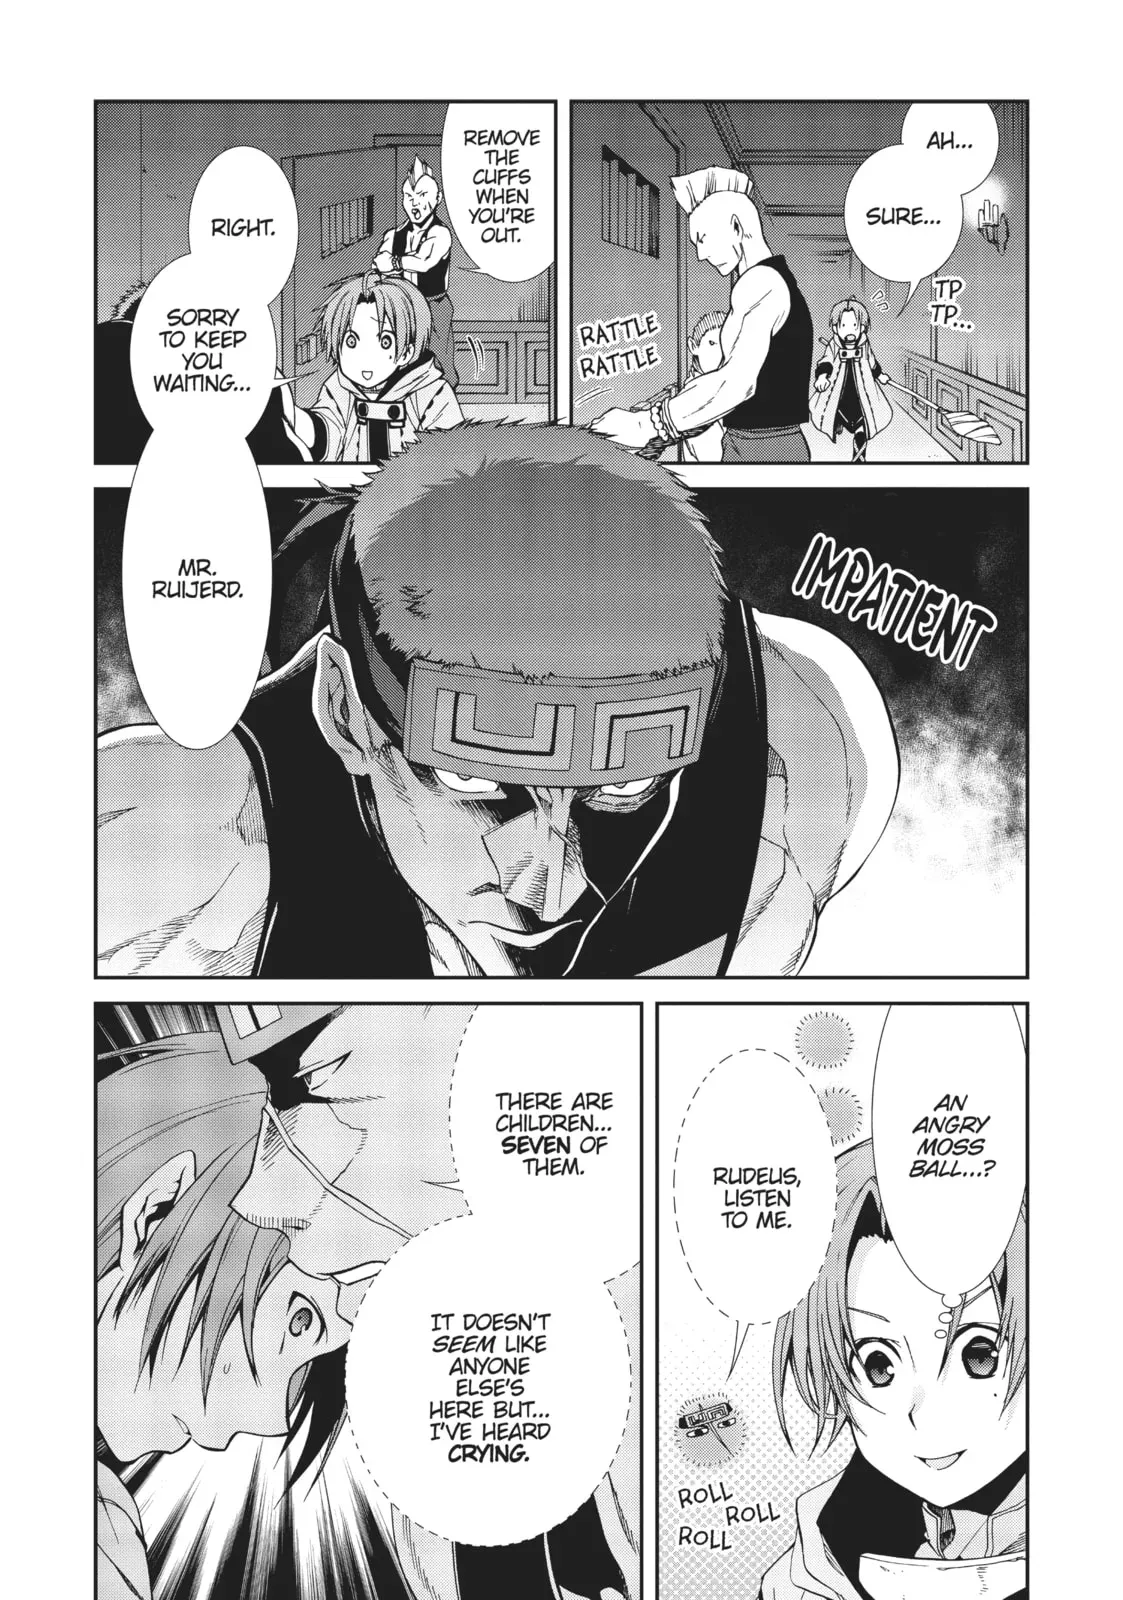 AH...
SURE...
TP
TP...
RATTLE
RATTLE
REMOVE
THE
CUFFS
WHEN
YOU'RE
OUT.
RIGHT.
SORRY
TO KEEP
YOU
WAITING...
MR.
RUIJERD.
IMPATIENT
AN
ANGRY
MOSS
BALL...?
RUDEUS,
LISTEN
TO ME.
ROLL
ROLL
ROLL
THERE ARE
CHILDREN...
SEVEN OF
THEM.
IT DOESN'T
SEEM LIKE
ANYONE
ELSE'S
HERE BUT...
I'VE HEARD
CRYING.